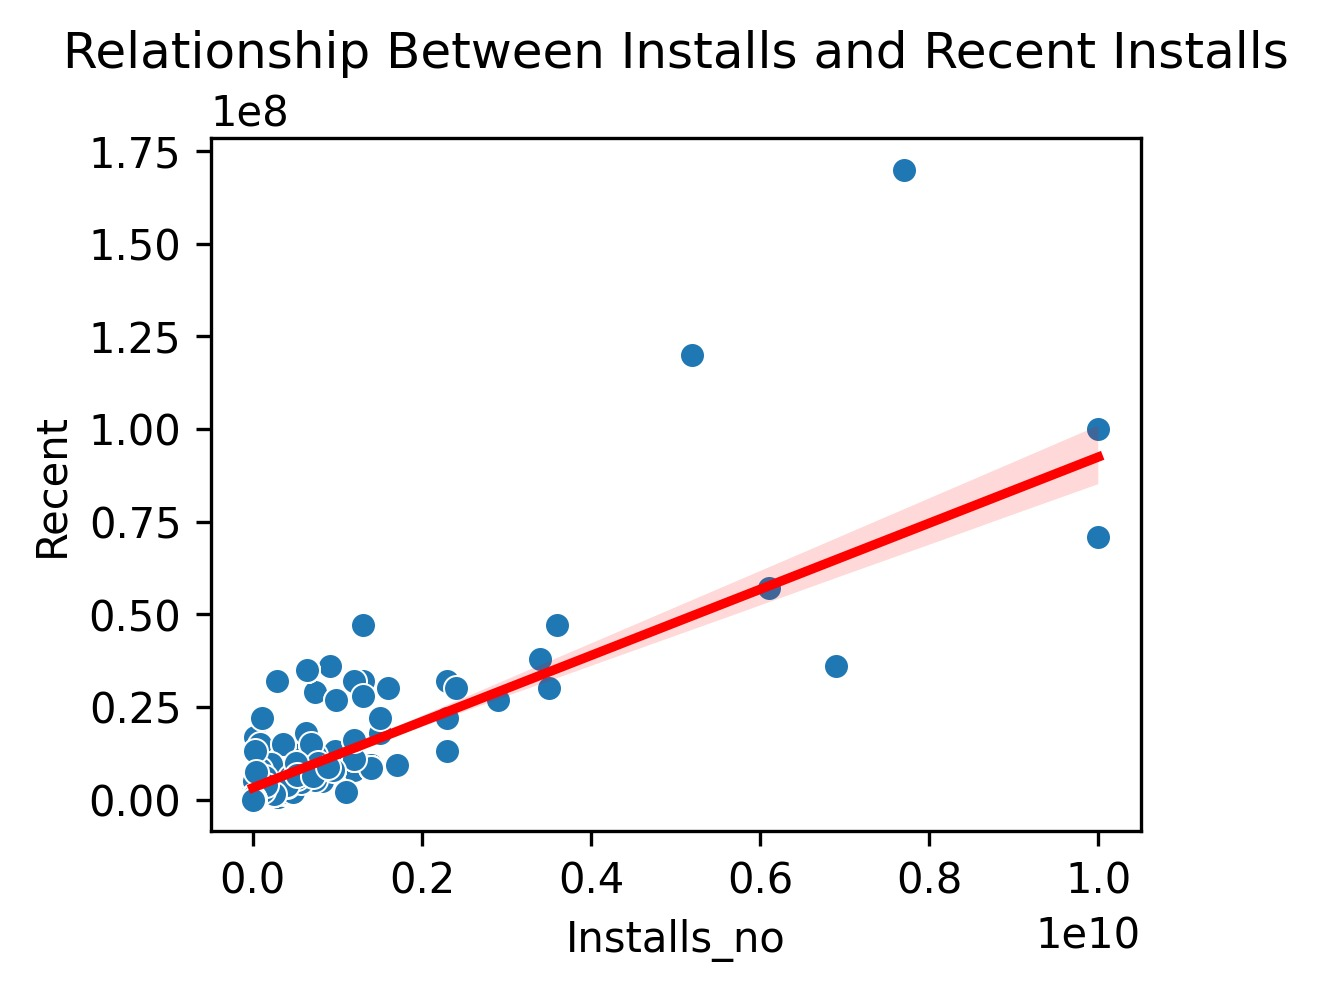 Relationship Between Installs and Recent Installs
1e8
1.75
1.50
1.25
1.00
0.75
0.50
0.25
0.00
Recent
0.0 0.2 0.4 0.6 0.8 1.0
Installs_no
1e10